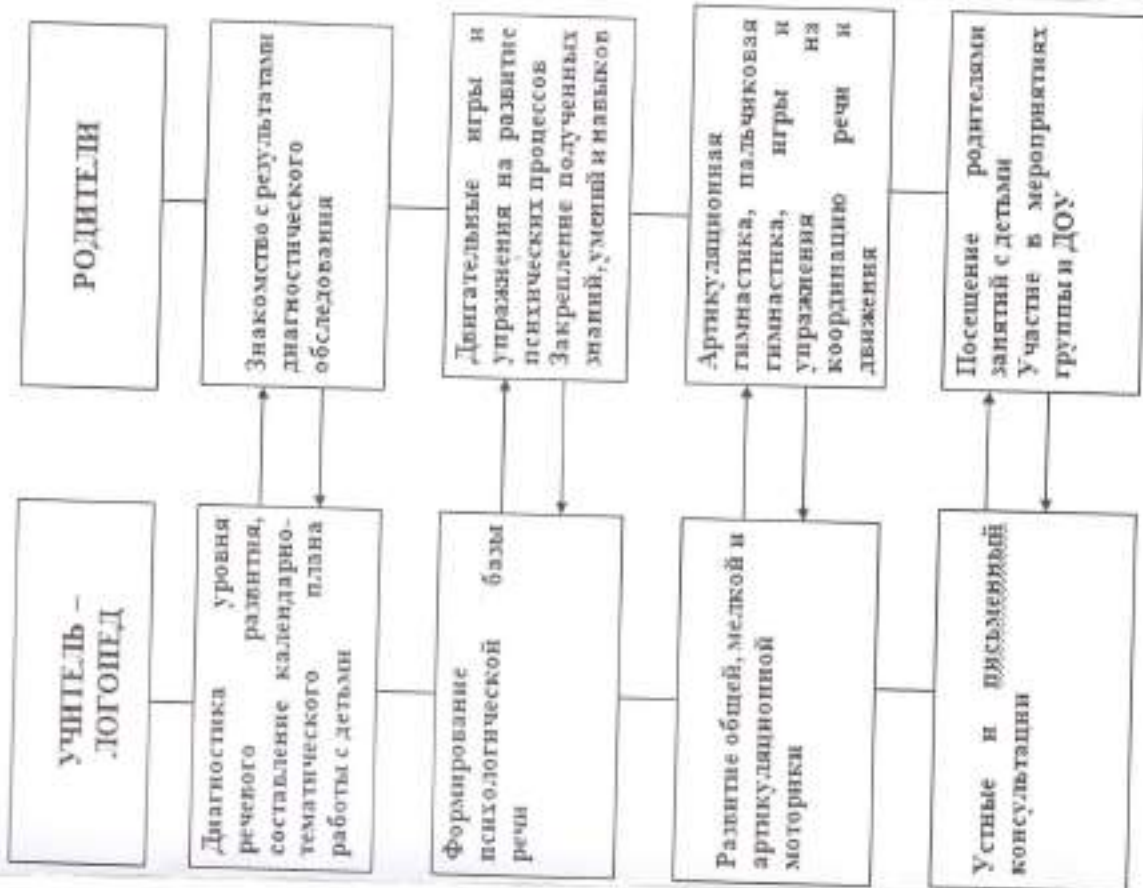 УЧИТЕЛЬ –
ЛОГОПЕД
РОДИТЕЛИ
Диагностика уровня
речевого развития,
составление календарно-
тематического плана
работы с детьми
Знакомство с результатами
диагностического
обследования
Формирование
психологической базы
речи
Двигательные игры и
упражнения на развитие
психических процессов
Закрепление полученных
знаний, умений и навыков
Развитие общей, мелкой и
артикуляционной
моторики
Артикуляционная
гимнастика, пальчиковая
гимнастика, игры и
упражнения на
координацию речи и
движения
Устные и письменный
консультации
Посещение родителями
занятий с детьми
Участие в мероприятиях
группы и ДОУ